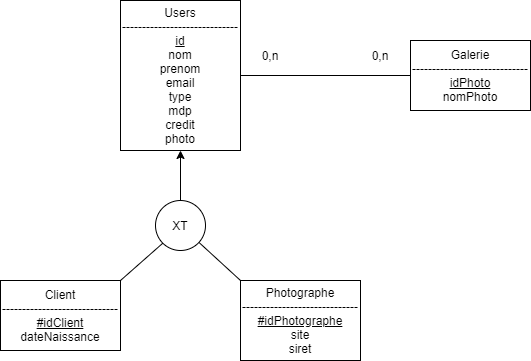 Users
id
nom
prenom
email
type
mdp
credit
photo
0,n
0,n
Galerie
idPhoto
nomPhoto
XT
Client
#idClient
dateNaissance
Photographe
#idPhotographe
site
siret